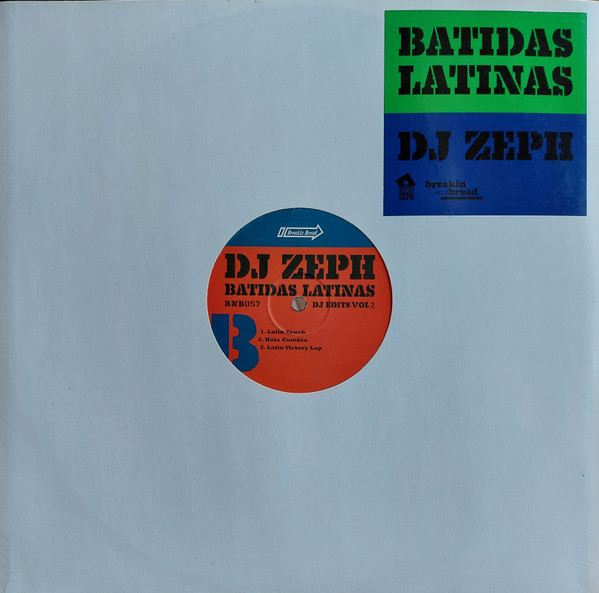 BATIDAS
LATINAS
DJ ZEPH
breakin
bread
Breakin Bread
DJ ZEPH
BATIDAS LATINAS
BNB057 DJ EDITS VOL 2
B
1. Latin Touch
2. Hola Cumbia
3. Latin Victory Lap